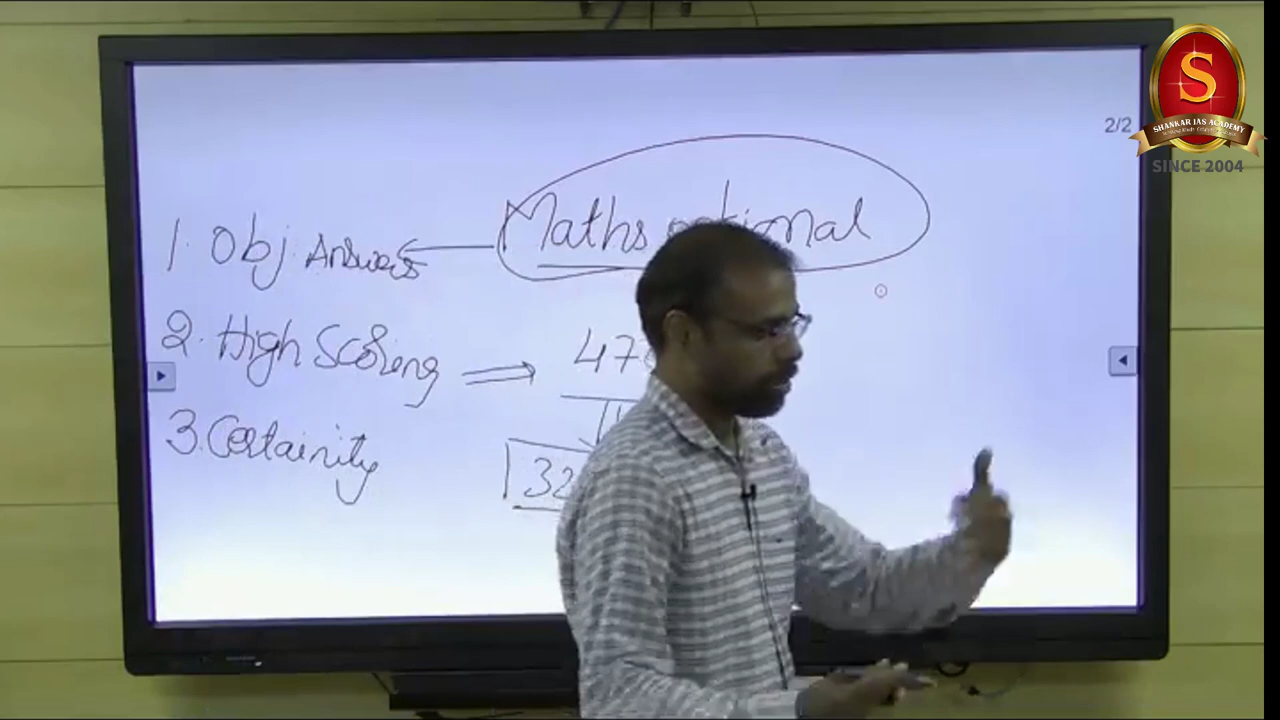 2/2
S
SHANKAR IAS ACADEMY
SINCE 2004
Maths
1. Obj. Answers
2. High Scoring ⇒ 47
3. Certainity
32